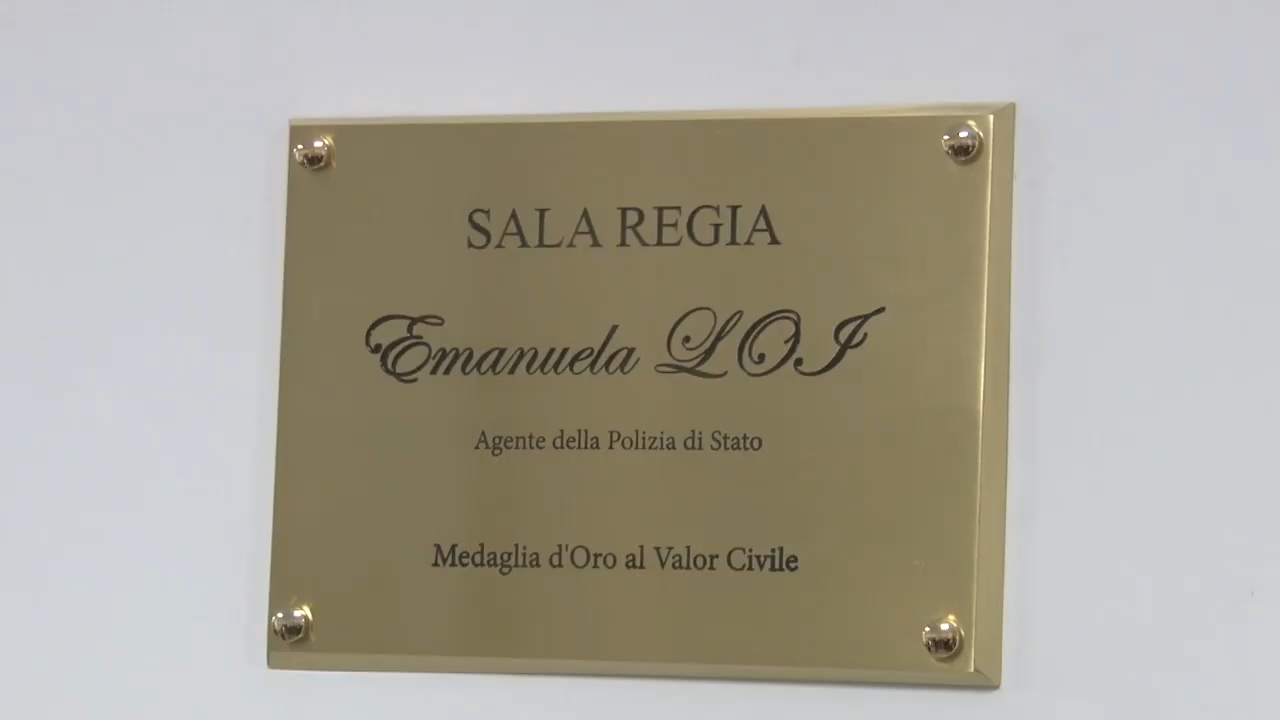 SALA REGIA
Emanuela LOI
Agente della Polizia di Stato
Medaglia d'Oro al Valor Civile